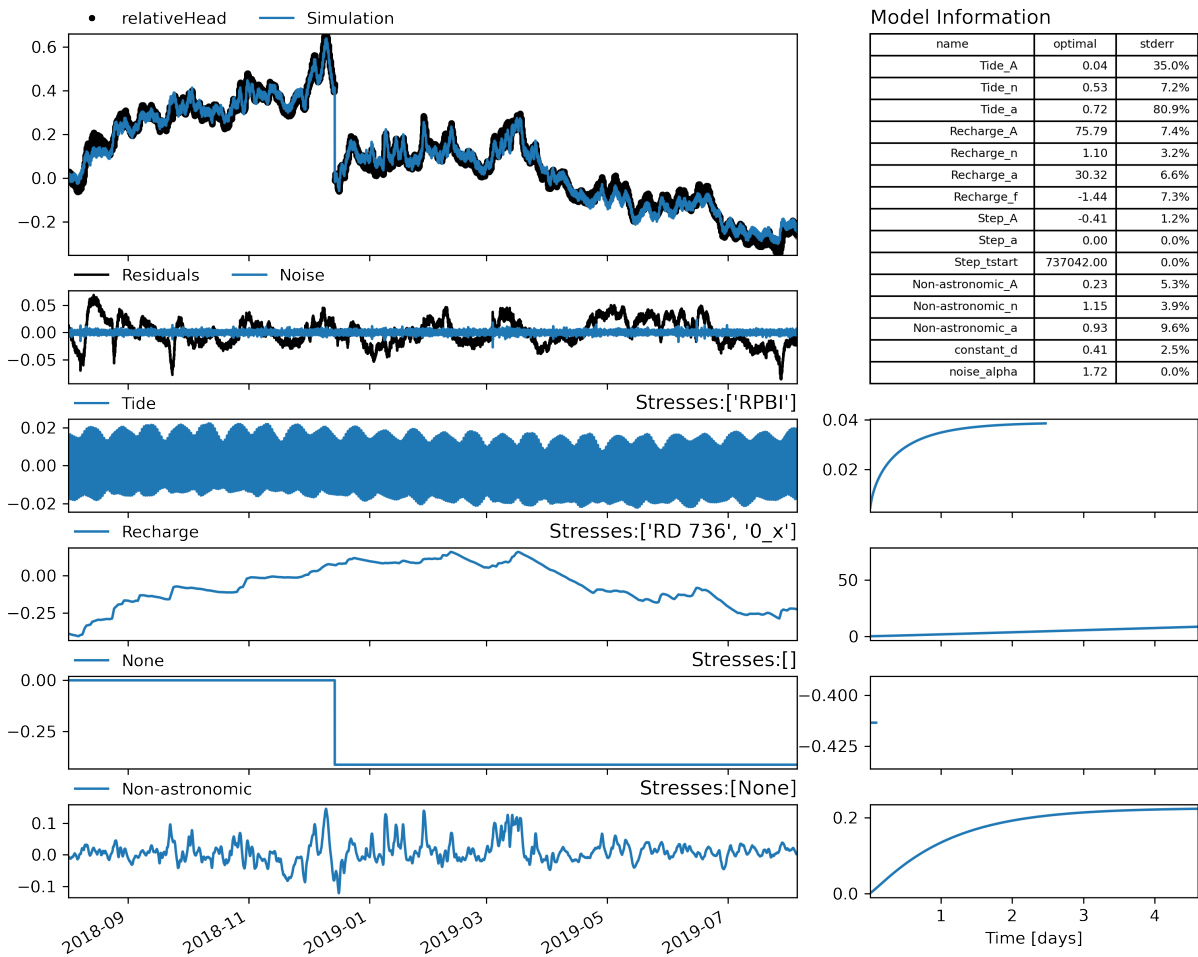 relativeHead Simulation
0.6
0.4
0.2
0.0
−0.2
Model Information
name optimal stderr
Tide_A 0.04 35.0%
Tide_n 0.53 7.2%
Tide_a 0.72 80.9%
Recharge_A 75.79 7.4%
Recharge_n 1.10 3.2%
Recharge_a 30.32 6.6%
Recharge_f -1.44 7.3%
Step_A -0.41 1.2%
Step_a 0.00 0.0%
Step_tstart 737042.00 0.0%
Non-astronomic_A 0.23 5.3%
Non-astronomic_n 1.15 3.9%
Non-astronomic_a 0.93 9.6%
constant_d 0.41 2.5%
noise_alpha 1.72 0.0%
Residuals Noise
0.05
0.00
−0.05
Tide Stresses:['RPBI']
0.02
0.00
−0.02
0.04
0.02
Recharge Stresses:['RD 736', '0_x']
0.00
−0.25
50
0
None Stresses:[]
0.00
−0.25
−0.400
−0.425
Non-astronomic Stresses:[None]
0.1
0.0
−0.1
0.2
0.0
2018-09 2018-11 2019-01 2019-03 2019-05 2019-07
1 2 3 4
Time [days]